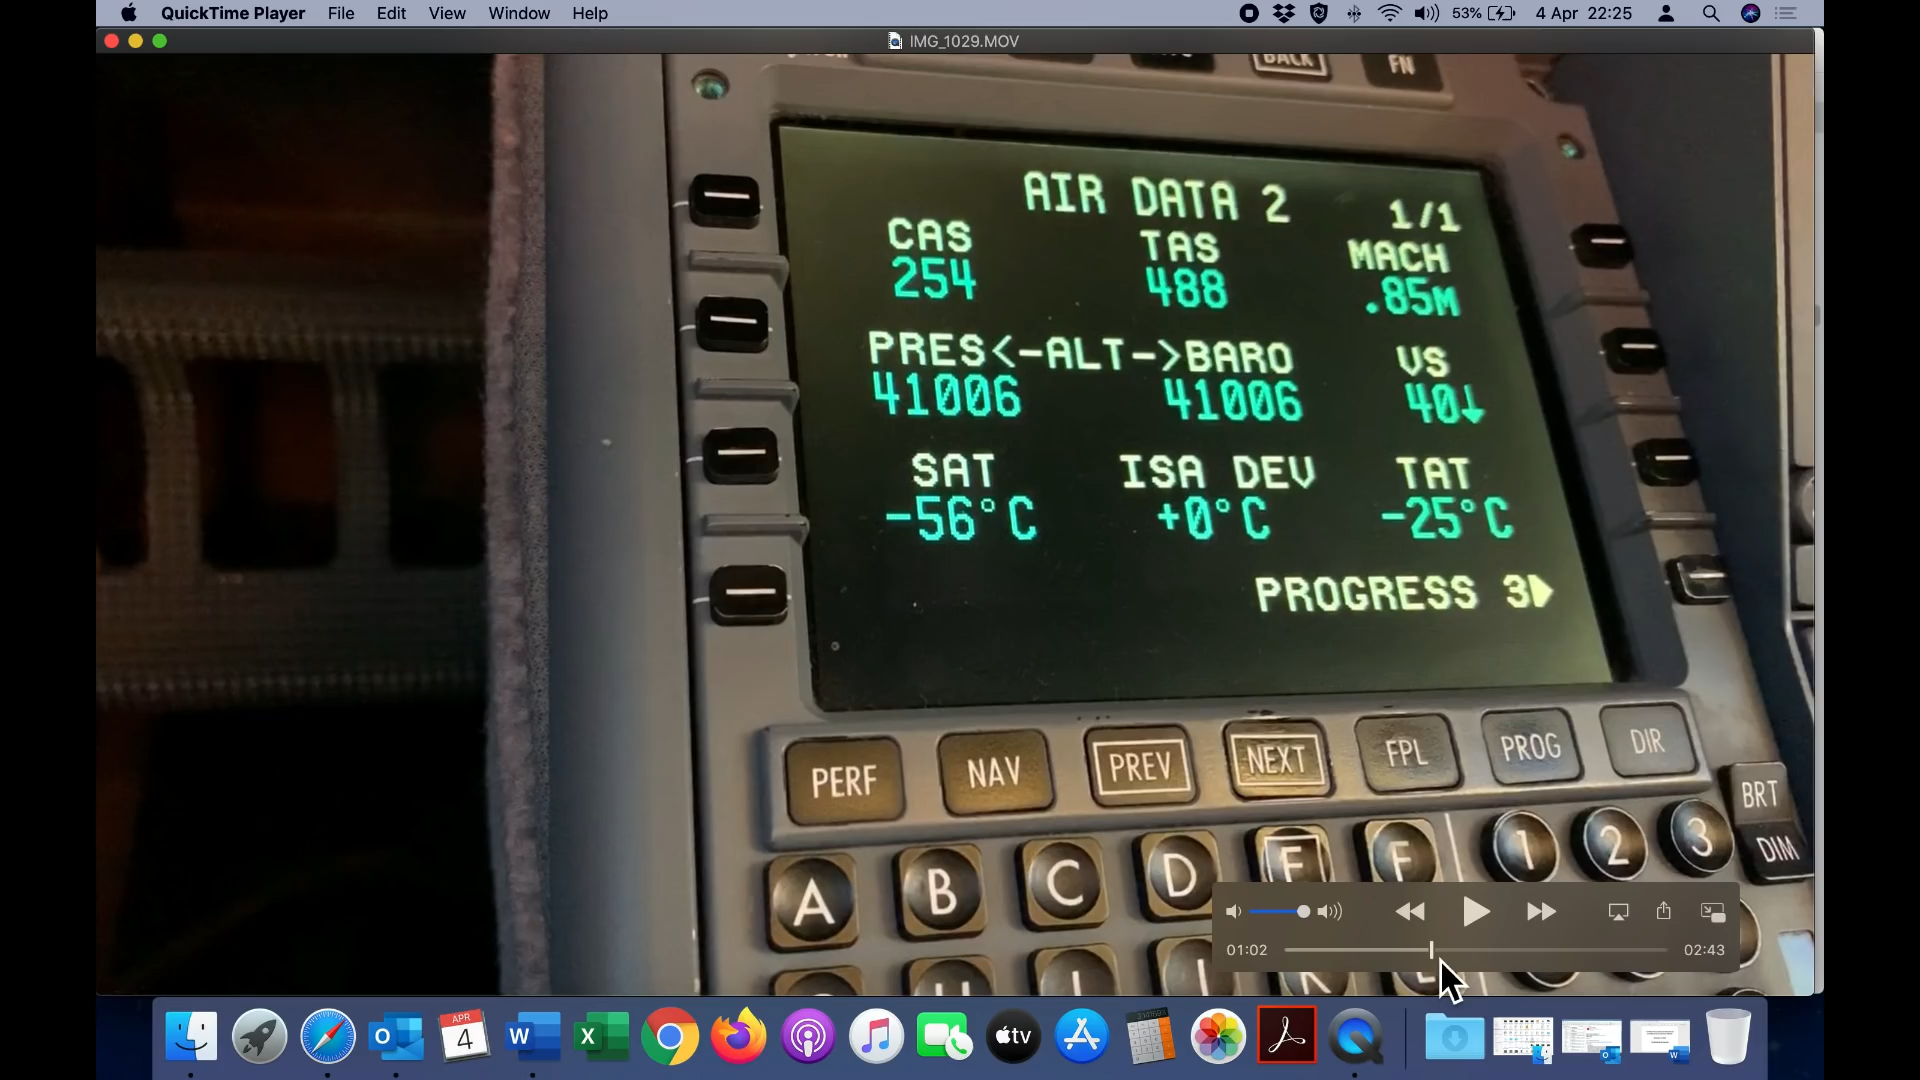 QuickTime Player File Edit View Window Help 53% 4 Apr 22:25
IMG_1029.MOV
BACK FN
AIR DATA 2 1/1
CAS TAS MACH
254 488 .85M
PRES<-ALT->BARO VS
41006 41006 40↓
SAT ISA DEV TAT
-56°C +0°C -25°C
PROGRESS 3▶
PERF NAV PREV NEXT FPL PROG DIR
BRT
DIM
A B C D E F 1 2 3
01:02 02:43
APR
4
tv